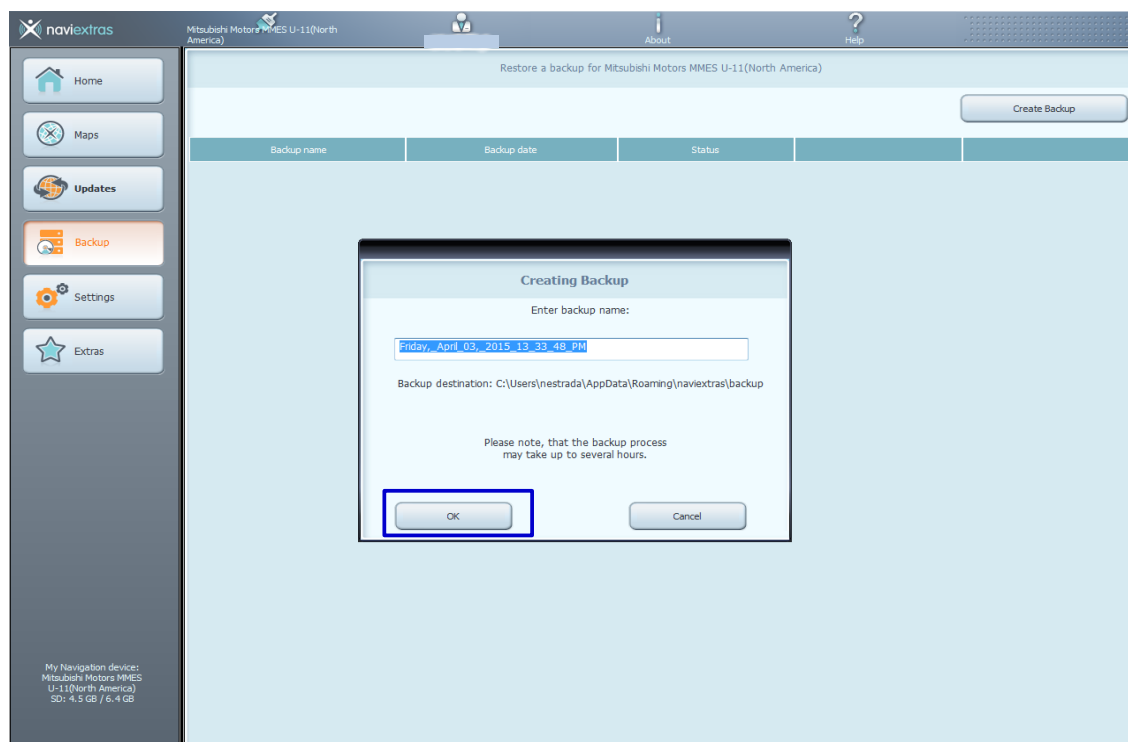 naviextras
Mitsubishi Motors MMES U-11(North
America)
About
Help
Home
Maps
Updates
Backup
Settings
Extras
My Navigation device:
Mitsubishi Motors MMES
U-11(North America)
SD: 4.5 GB / 6.4 GB
Restore a backup for Mitsubishi Motors MMES U-11(North America)
Create Backup
Backup name Backup date Status
Creating Backup
Enter backup name:
Friday,_April_03,_2015_13_33_48_PM
Backup destination: C:\Users\nestrada\AppData\Roaming\naviextras\backup
Please note, that the backup process
may take up to several hours.
OK Cancel